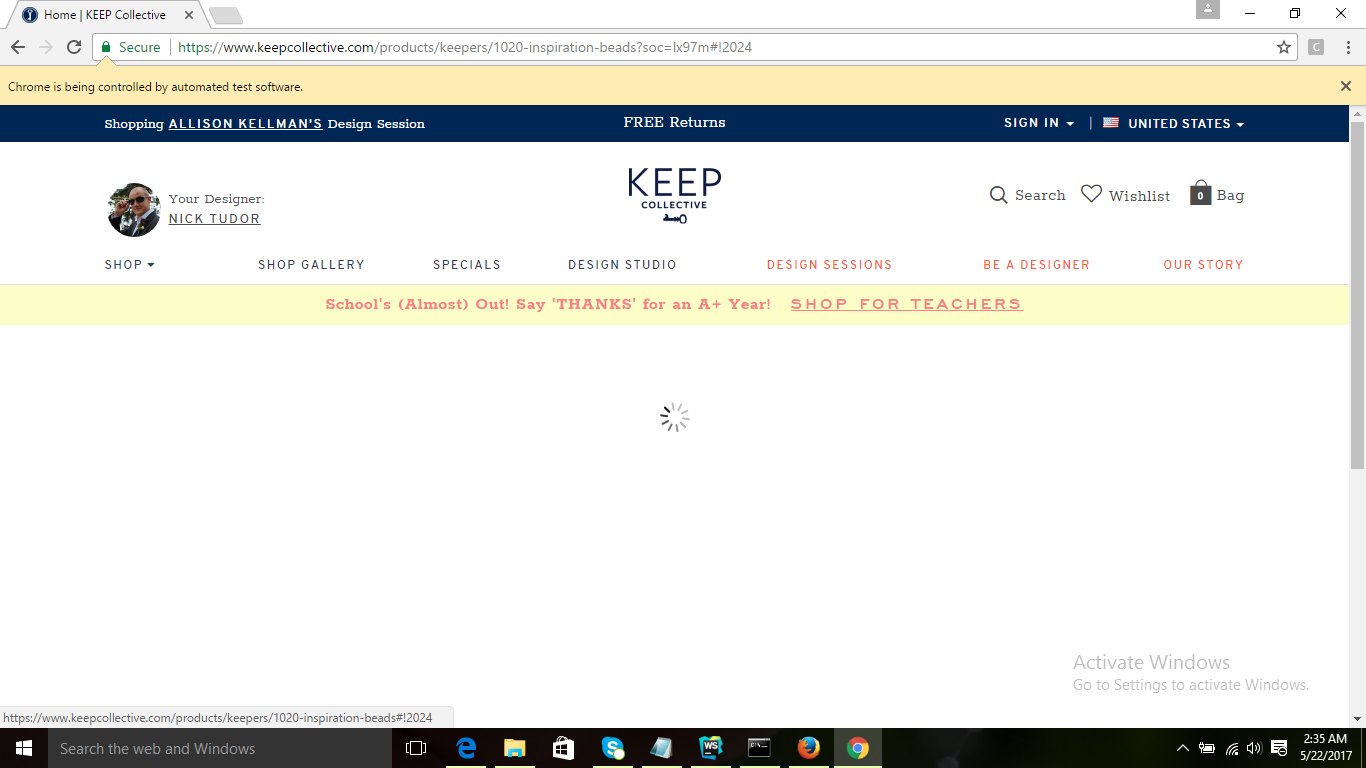 Home | KEEP Collective
Secure
https://www.keepcollective.com/products/keepers/1020-inspiration-beads?soc=lx97m#!2024
C
Chrome is being controlled by automated test software.
Shopping ALLISON KELLMAN'S Design Session
FREE Returns
SIGN IN
|
UNITED STATES
Your Designer:
NICK TUDOR
KEEP
COLLECTIVE
Search
Wishlist
0
Bag
SHOP
SHOP GALLERY
SPECIALS
DESIGN STUDIO
DESIGN SESSIONS
BE A DESIGNER
OUR STORY
School's (Almost) Out! Say 'THANKS' for an A+ Year! SHOP FOR TEACHERS
Activate Windows
Go to Settings to activate Windows.
https://www.keepcollective.com/products/keepers/1020-inspiration-beads#!2024
Search the web and Windows
WS
2:35 AM
5/22/2017